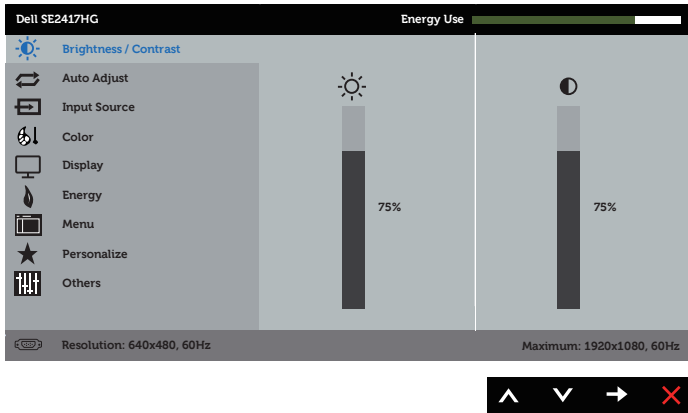 Dell SE2417HG
Energy Use
Brightness / Contrast
Auto Adjust
Input Source
Color
Display
Energy
Menu
Personalize
Others
75%
75%
Resolution: 640x480, 60Hz
Maximum: 1920x1080, 60Hz